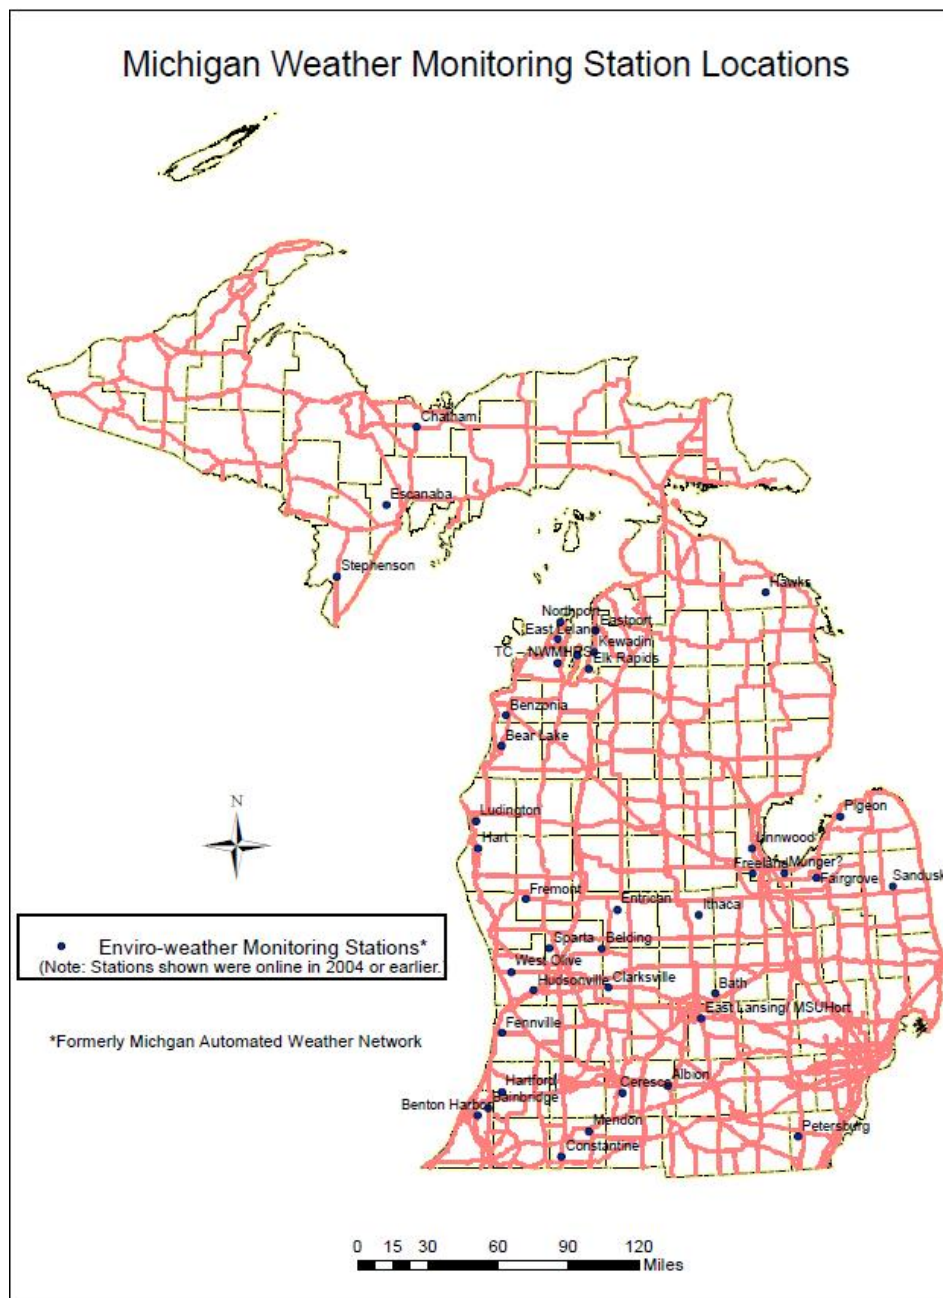 Michigan Weather Monitoring Station Locations
Chatham
Escanaba
Stephenson
Hawks
Northport
Eastport
East Leland
Kewadin
TC - NWMHRS
Elk Rapids
Benzonia
Bear Lake
Pigeon
Ludington
Hart
Linnwood
Freeland
Munger?
Fairgrove
Sandusk
Fremont
Entrican
Ithaca
Sparta
Belding
West Olive
Hudsonville
Clarksville
Bath
East Lansing/ MSUHort
Fennville
Hartford
Ceresco
Albion
Bainbridge
Benton Harbor
Mendon
Petersburg
Constantine
N
Enviro-weather Monitoring Stations*
(Note: Stations shown were online in 2004 or earlier.
*Formerly Michgan Automated Weather Network
0 15 30 60 90 120
Miles